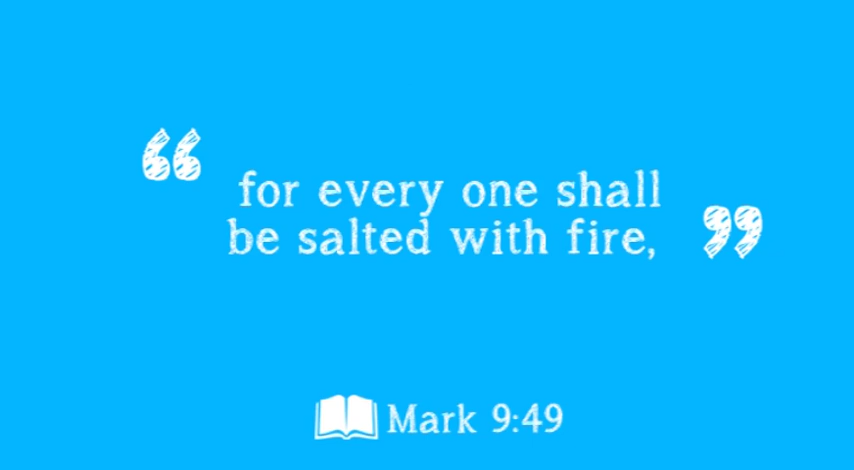 “ for every one shall
be salted with fire, ”
Mark 9:49